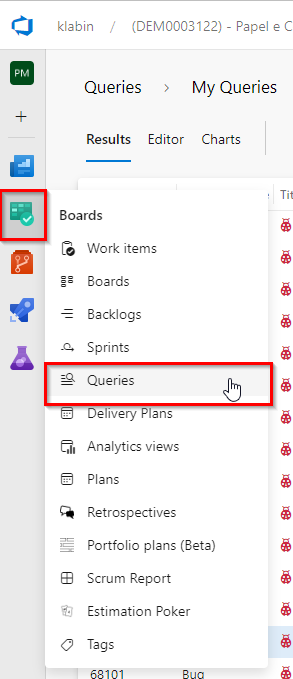 klabin / (DEM0003122) - Papel e C
PM
Queries > My Queries
+
Results Editor Charts
Tit
Boards
Work items
Boards
Backlogs
Sprints
Queries
Delivery Plans
Analytics views
Plans
Retrospectives
Portfolio plans (Beta)
Scrum Report
Estimation Poker
Tags
68101 Bug